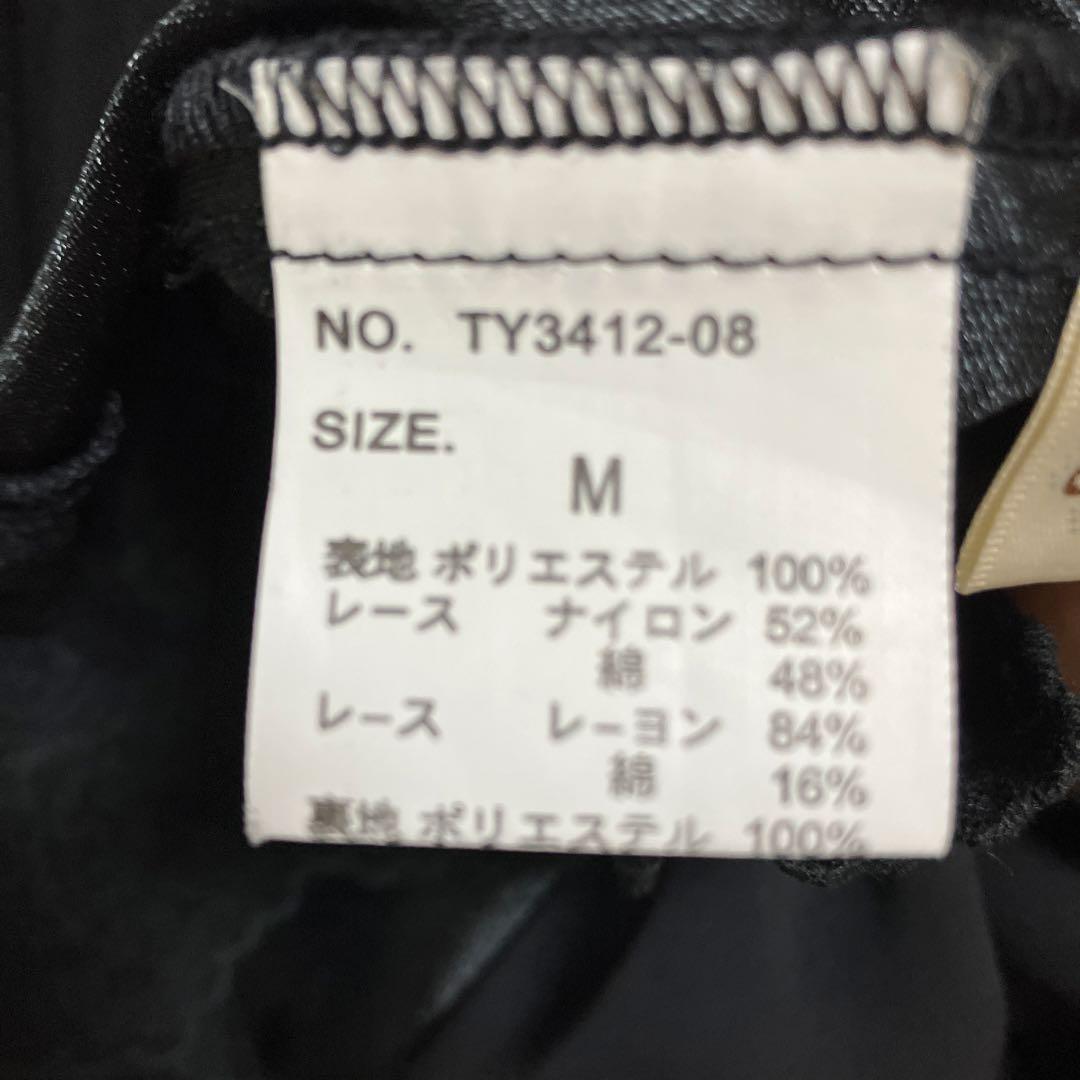 NO. TY3412-08
SIZE.
M
表地 ポリエステル 100%
レース ナイロン 52%
綿 48%
レース レーヨン 84%
綿 16%
裏地 ポリエステル 100%